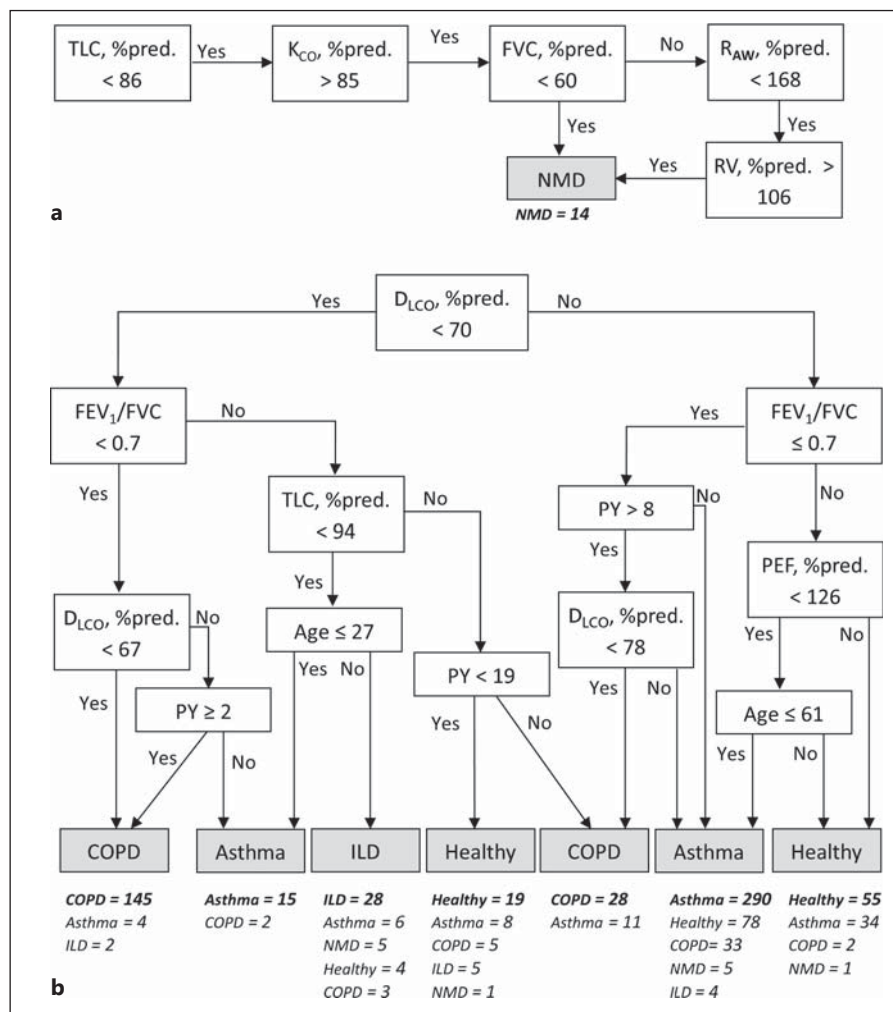 TLC, %pred.
< 86
Yes
K_CO, %pred.
> 85
Yes
FVC, %pred.
< 60
No
R_AW, %pred.
< 168
Yes
Yes
RV, %pred. >
106
Yes
NMD
NMD = 14
a
D_LCO, %pred.
< 70
Yes
No
FEV₁/FVC
< 0.7
No
Yes
FEV₁/FVC
≤ 0.7
Yes
No
TLC, %pred.
< 94
No
Yes
PY > 8
No
Yes
PEF, %pred.
< 126
Yes
No
D_LCO, %pred.
< 67
No
Yes
Age ≤ 27
Yes
No
PY < 19
Yes
No
D_LCO, %pred.
< 78
Yes
No
PY ≥ 2
Yes
No
Age ≤ 61
Yes
No
COPD
Asthma
ILD
Healthy
COPD
Asthma
Healthy
COPD = 145
Asthma = 4
ILD = 2
Asthma = 15
COPD = 2
ILD = 28
Asthma = 6
NMD = 5
Healthy = 4
COPD = 3
Healthy = 19
Asthma = 8
COPD = 5
ILD = 5
NMD = 1
COPD = 28
Asthma = 11
Asthma = 290
Healthy = 78
COPD= 33
NMD = 5
ILD = 4
Healthy = 55
Asthma = 34
COPD = 2
NMD = 1
b